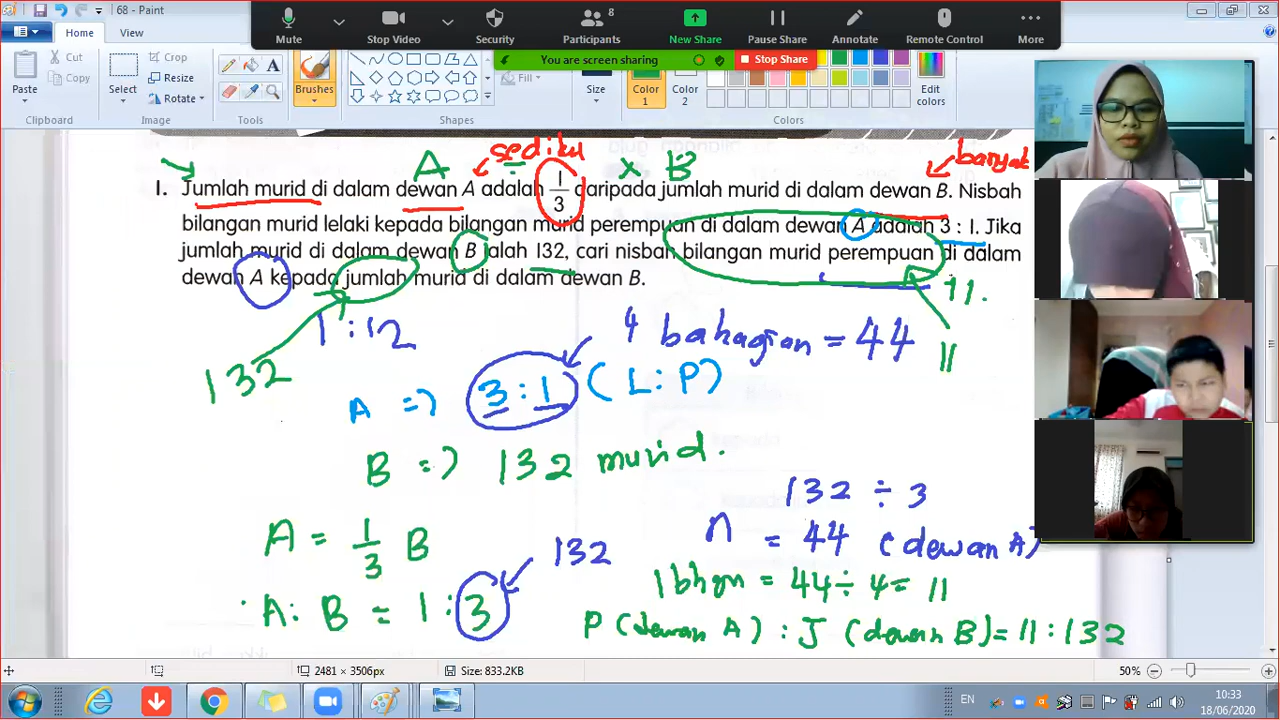 68 - Paint
Home View
Mute Stop Video Security Participants 8 New Share Pause Share Annotate Remote Control More
You are screen sharing Stop Share
Paste Cut Copy Select Crop Resize Rotate Brushes Fill Size Color 1 Color 2 Edit colors
Clipboard Image Tools Shapes Colors
A sedikit ÷ x B banyak
1. Jumlah murid di dalam dewan A adalah 1/3 daripada jumlah murid di dalam dewan B. Nisbah
bilangan murid lelaki kepada bilangan murid perempuan di dalam dewan A adalah 3 : 1. Jika
jumlah murid di dalam dewan B ialah 132, cari nisbah bilangan murid perempuan di dalam
dewan A kepada jumlah murid di dalam dewan B.
11.
1 : 12 4 bahagian = 44 11
132
A => 3 : 1 (L : P)
B => 132 murid.
132 ÷ 3
A = 1/3 B n = 44 (dewan A)
132 1 bhgn = 44 ÷ 4 = 11
A : B = 1 : 3 P (dewan A) : J (dewan B) = 11 : 132
2481 × 3506px Size: 833.2KB 50%
EN 10:33
18/06/2020